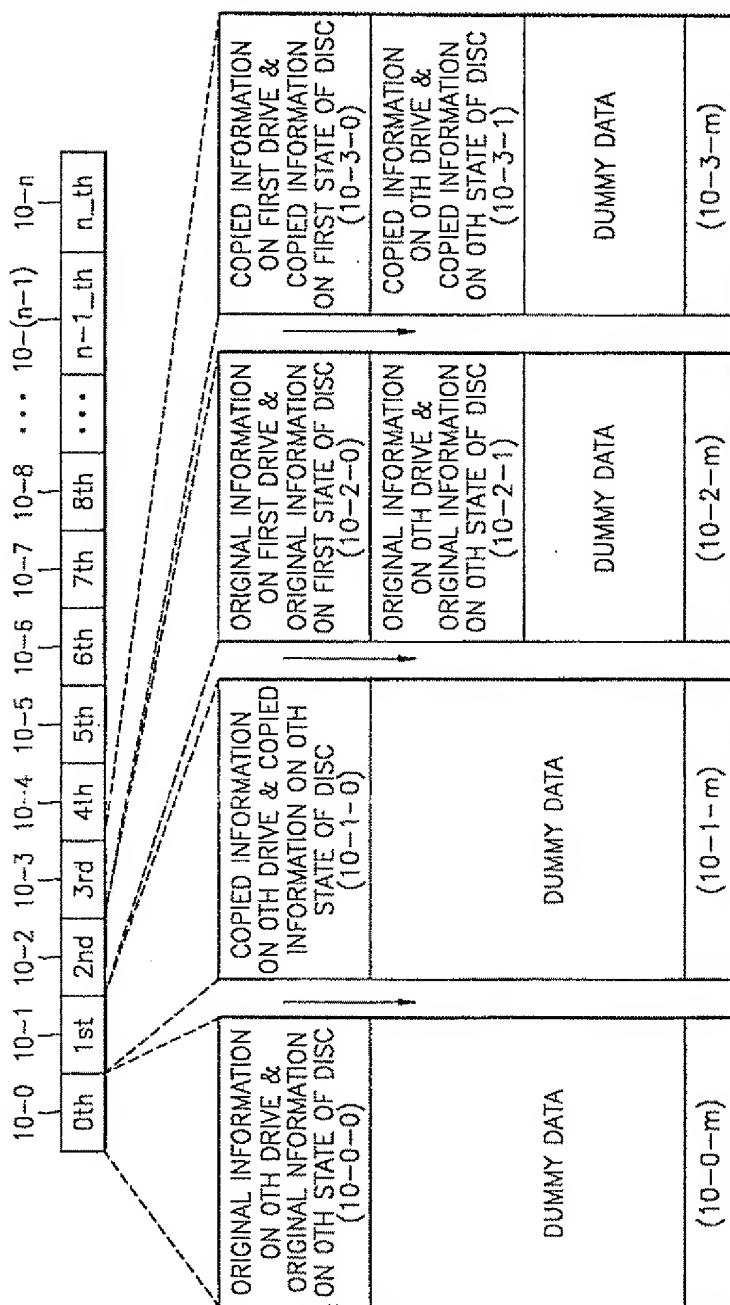 10-0 10-1 10-2 10-3 10-4 10-5 10-6 10-7 10-8 ••• 10-(n-1) 10-n
0th 1st 2nd 3rd 4th 5th 6th 7th 8th ••• n-1_th n_th
ORIGINAL INFORMATION
ON 0TH DRIVE &
ORIGINAL NFORMATION
ON 0TH STATE OF DISC
(10-0-0)
DUMMY DATA
(10-0-m)
COPIED INFORMATION
ON 0TH DRIVE & COPIED
INFORMATION ON 0TH
STATE OF DISC
(10-1-0)
DUMMY DATA
(10-1-m)
ORIGINAL INFORMATION
ON FIRST DRIVE &
ORIGINAL INFORMATION
ON FIRST STATE OF DISC
(10-2-0)
ORIGINAL INFORMATION
ON 0TH DRIVE &
ORIGINAL INFORMATION
ON 0TH STATE OF DISC
(10-2-1)
DUMMY DATA
(10-2-m)
COPIED INFORMATION
ON FIRST DRIVE &
COPIED INFORMATION
ON FIRST STATE OF DISC
(10-3-0)
COPIED INFORMATION
ON 0TH DRIVE &
COPIED INFORMATION
ON 0TH STATE OF DISC
(10-3-1)
DUMMY DATA
(10-3-m)